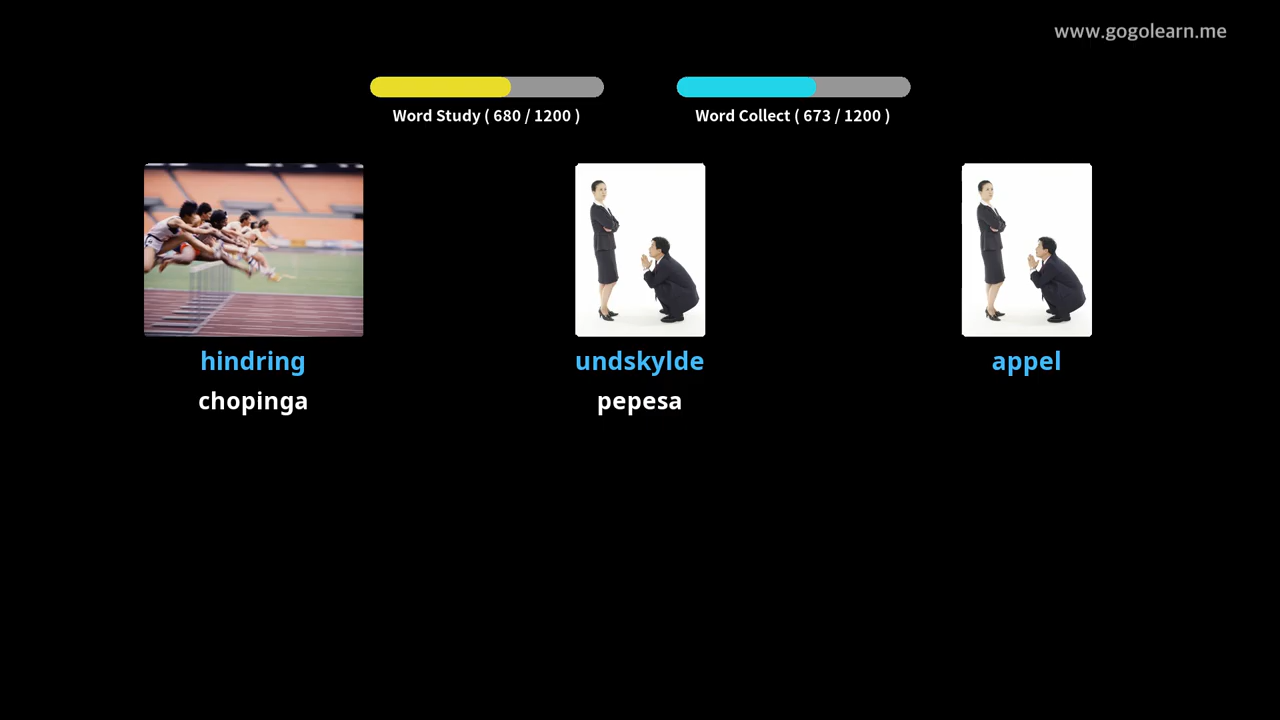 www.gogolearn.me
Word Study ( 680 / 1200 )
Word Collect ( 673 / 1200 )
hindring
undskylde
appel
chopinga
pepesa